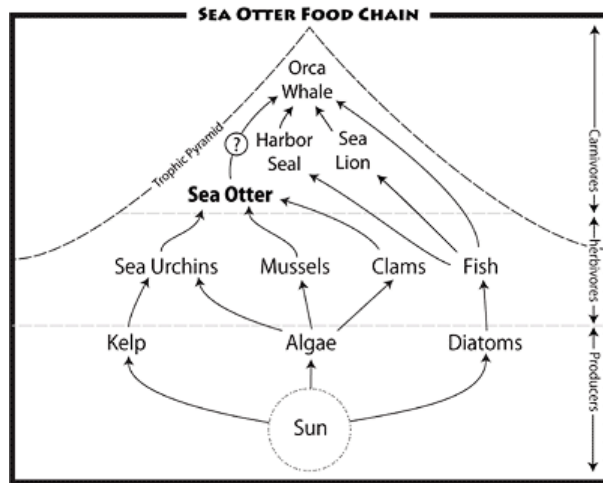 SEA OTTER FOOD CHAIN
Orca
Whale
?
Harbor
Seal
Sea
Lion
Trophic Pyramid
Sea Otter
Carnivores
Sea Urchins
Mussels
Clams
Fish
herbivores
Kelp
Algae
Diatoms
Producers
Sun